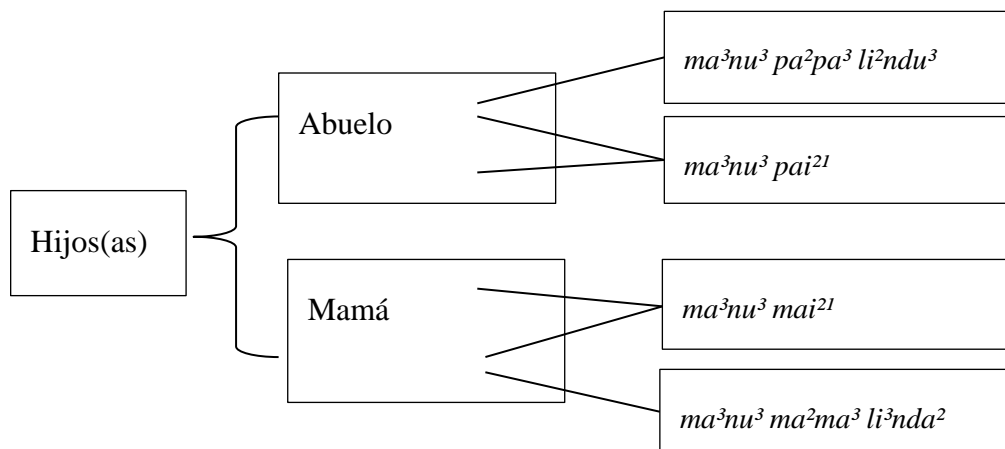 Hijos(as)
Abuelo
Mamá
ma³nu³ pa²pa³ li²ndu³
ma³nu³ pai²¹
ma³nu³ mai²¹
ma³nu³ ma²ma³ li³nda²